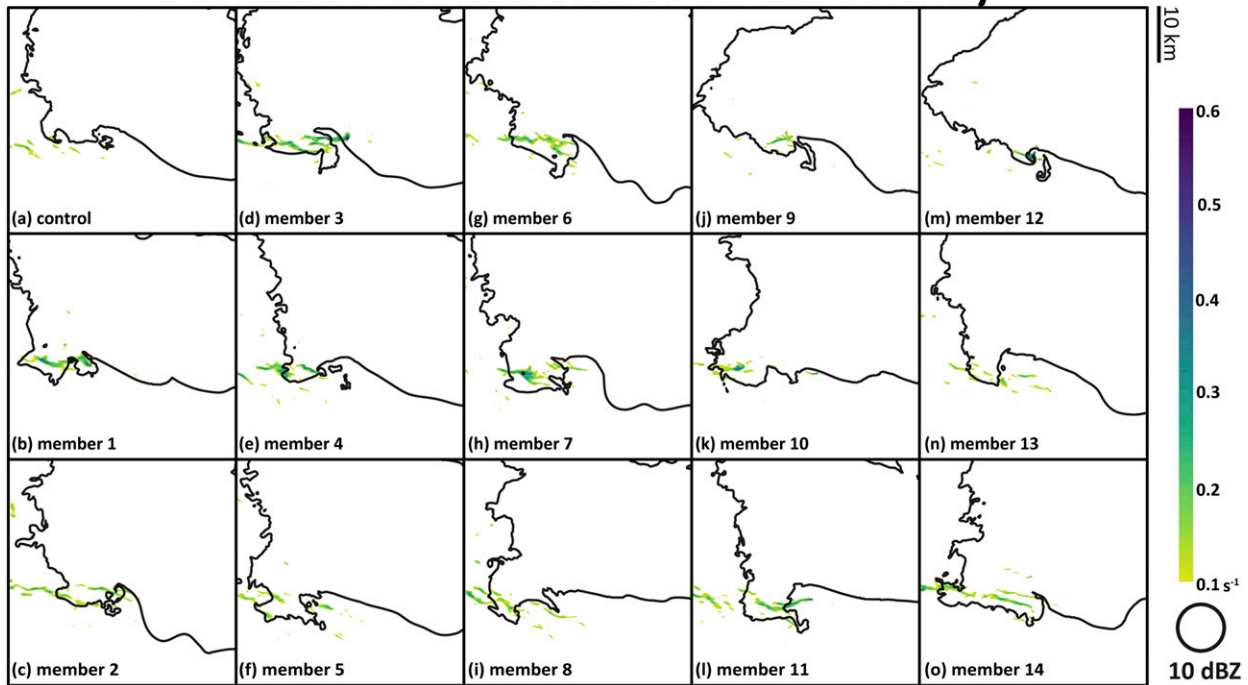 10 km
(a) control
(d) member 3
(g) member 6
(j) member 9
(m) member 12
(b) member 1
(e) member 4
(h) member 7
(k) member 10
(n) member 13
(c) member 2
(f) member 5
(i) member 8
(l) member 11
(o) member 14
0.6
0.5
0.4
0.3
0.2
0.1 s⁻¹
10 dBZ